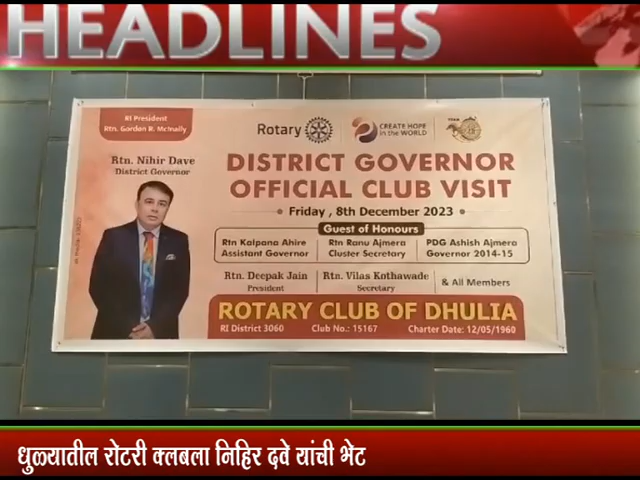 HEADLINES
RI President
Rtn. Gordon R. McInally
Rotary
CREATE HOPE
in the WORLD
Rtn. Nihir Dave
District Governor
DISTRICT GOVERNOR
OFFICIAL CLUB VISIT
Friday, 8th December 2023
Guest of Honours
Rtn Kalpana Ahire
Assistant Governor
Rtn Ranu Ajmera
Cluster Secretary
PDG Ashish Ajmera
Governor 2014-15
Rtn. Deepak Jain
President
Rtn. Vilas Kothawade
Secretary
& All Members
ROTARY CLUB OF DHULIA
RI District 3060
Club No.: 15167
Charter Date: 12/05/1960
धुळ्यातील रोटरी क्लबला निहिर दवे यांची भेट